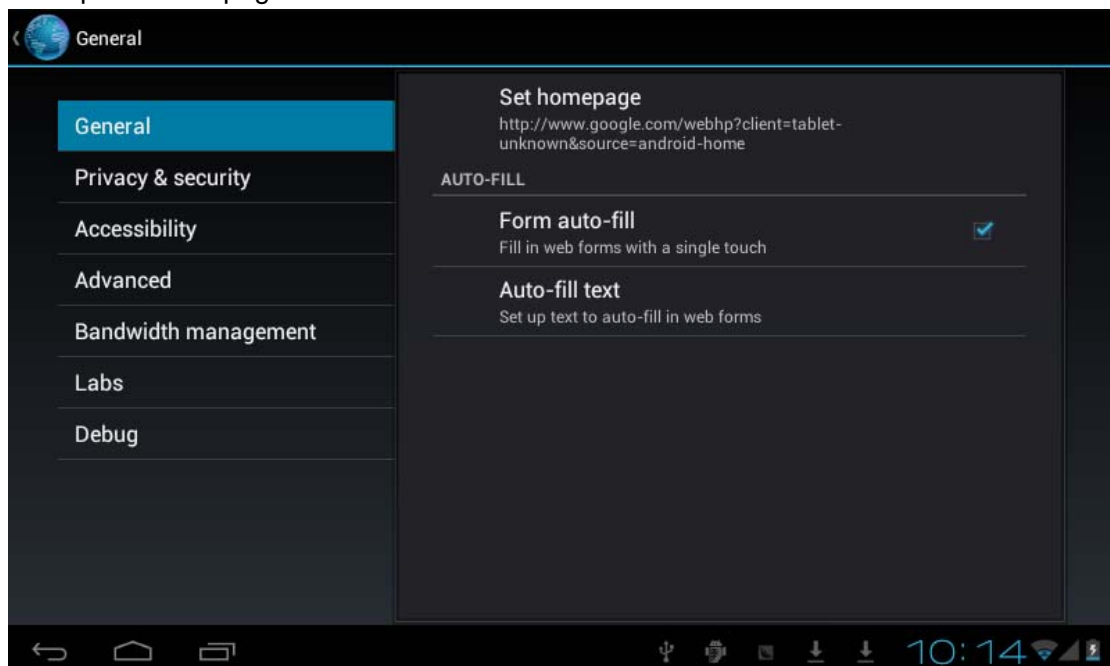 General
General
Privacy & security
Accessibility
Advanced
Bandwidth management
Labs
Debug
Set homepage
http://www.google.com/webhp?client=tablet-
unknown&source=android-home
AUTO-FILL
Form auto-fill
Fill in web forms with a single touch
Auto-fill text
Set up text to auto-fill in web forms
10:14